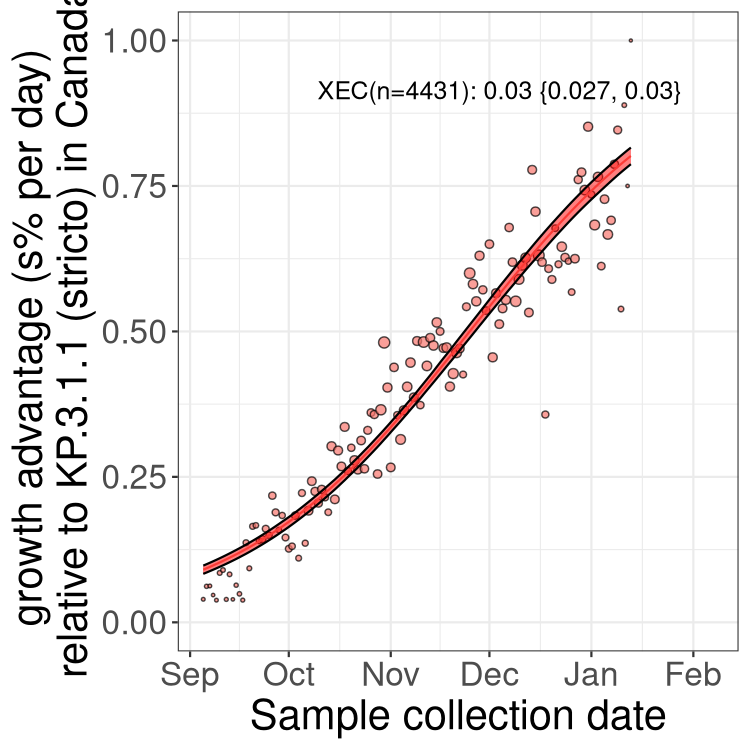 growth advantage (s% per day)
relative to KP.3.1.1 (stricto) in Canada
1.00
0.75
0.50
0.25
0.00
XEC(n=4431): 0.03 {0.027, 0.03}
Sep Oct Nov Dec Jan Feb
Sample collection date